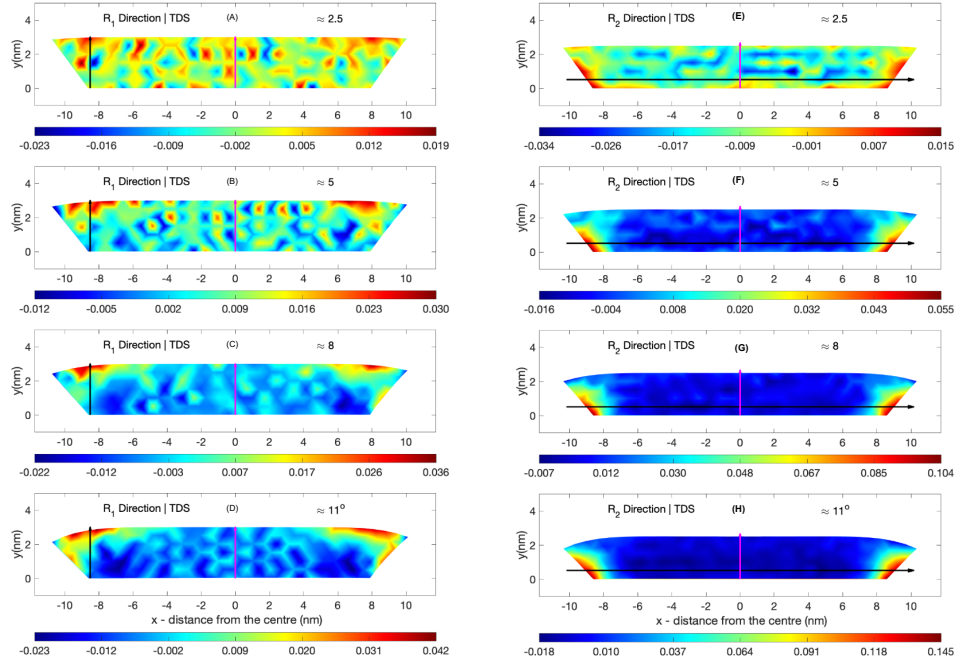 R1 Direction | TDS (A) ≈ 2.5
y(nm)
4
2
0
-10 -8 -6 -4 -2 0 2 4 6 8 10
-0.023 -0.016 -0.009 -0.002 0.005 0.012 0.019
R1 Direction | TDS (B) ≈ 5
y(nm)
4
2
0
-10 -8 -6 -4 -2 0 2 4 6 8 10
-0.012 -0.005 0.002 0.009 0.016 0.023 0.030
R1 Direction | TDS (C) ≈ 8
y(nm)
4
2
0
-10 -8 -6 -4 -2 0 2 4 6 8 10
-0.022 -0.012 -0.003 0.009 0.017 0.026 0.036
R1 Direction | TDS (D) ≈ 11°
y(nm)
4
2
0
-10 -8 -6 -4 -2 0 2 4 6 8 10
x - distance from the centre (nm)
-0.023 -0.012 -0.001 0.009 0.020 0.031 0.042
R2 Direction | TDS (E) ≈ 2.5
y(nm)
4
2
0
-10 -8 -6 -4 -2 0 2 4 6 8 10
-0.034 -0.026 -0.017 -0.009 -0.001 0.007 0.015
R2 Direction | TDS (F) ≈ 5
y(nm)
4
2
0
-10 -8 -6 -4 -2 0 2 4 6 8 10
-0.016 -0.004 0.008 0.020 0.032 0.043 0.055
R2 Direction | TDS (G) ≈ 8
y(nm)
4
2
0
-10 -8 -6 -4 -2 0 2 4 6 8 10
-0.007 0.012 0.030 0.048 0.067 0.085 0.104
R2 Direction | TDS (H) ≈ 11°
y(nm)
4
2
0
-10 -8 -6 -4 -2 0 2 4 6 8 10
x - distance from the centre (nm)
-0.018 0.010 0.037 0.064 0.091 0.118 0.145